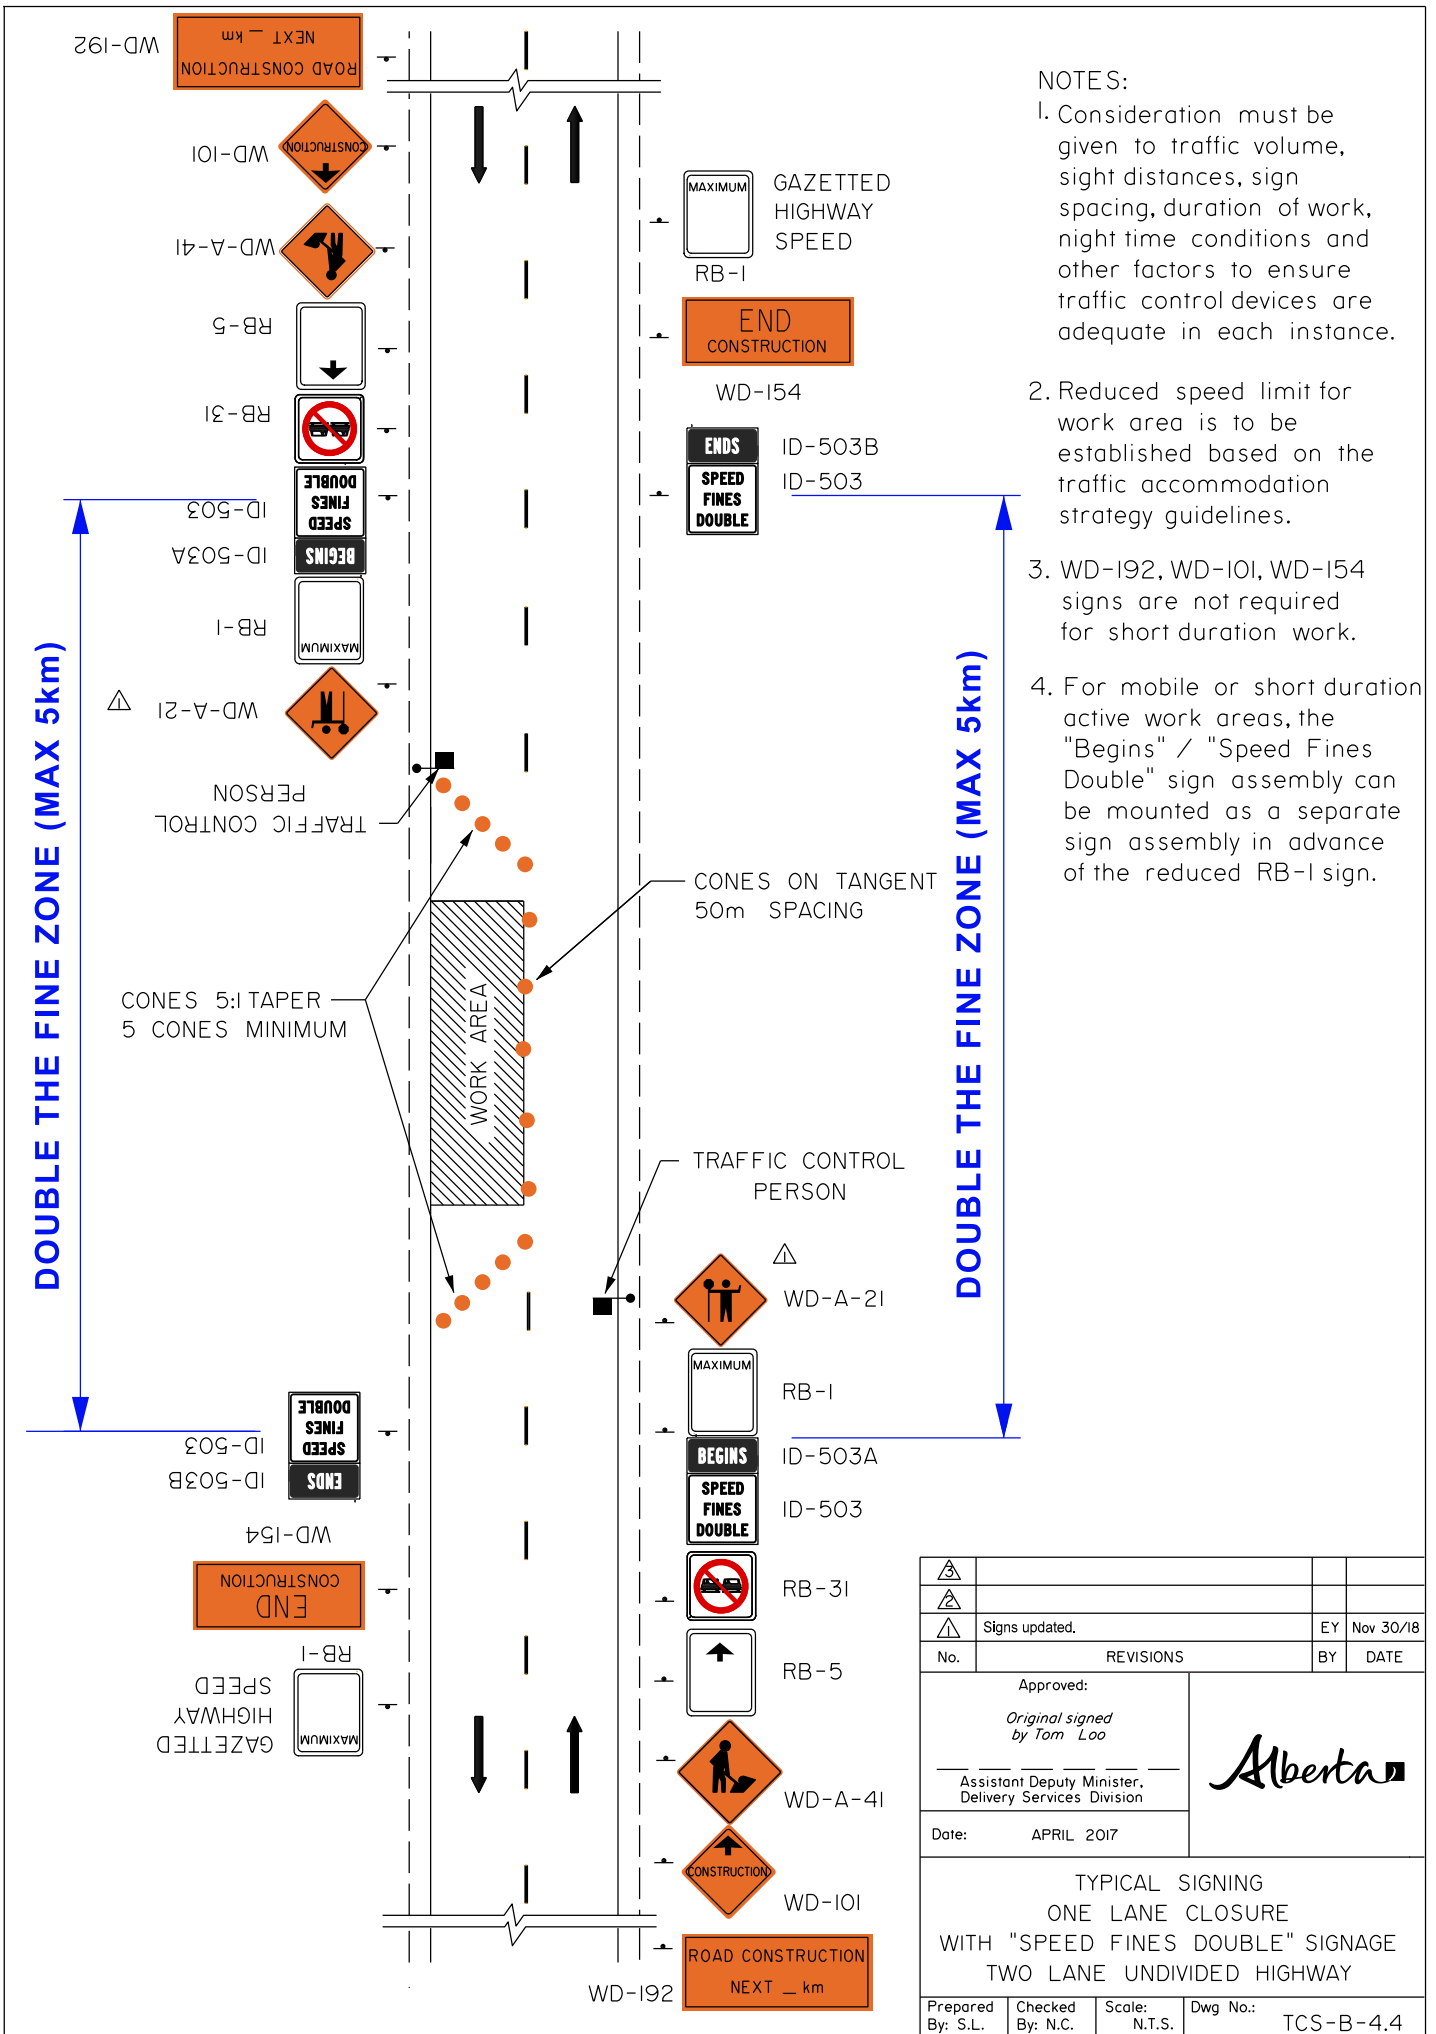 WD-192
ROAD CONSTRUCTION
NEXT _ km
WD-101
CONSTRUCTION
WD-A-41
RB-5
RB-31
SPEED
FINES
DOUBLE
BEGINS
ID-503
ID-503A
MAXIMUM
RB-1
1
WD-A-21
TRAFFIC CONTROL
PERSON
DOUBLE THE FINE ZONE (MAX 5km)
CONES 5:1 TAPER
5 CONES MINIMUM
WORK AREA
SPEED
FINES
DOUBLE
ENDS
ID-503
ID-503B
WD-154
END
CONSTRUCTION
RB-1
GAZETTED
HIGHWAY
SPEED
MAXIMUM
MAXIMUM
GAZETTED
HIGHWAY
SPEED
RB-1
END
CONSTRUCTION
WD-154
ENDS
ID-503B
SPEED
FINES
DOUBLE
ID-503
CONES ON TANGENT
50m SPACING
DOUBLE THE FINE ZONE (MAX 5km)
TRAFFIC CONTROL
PERSON
1
WD-A-21
MAXIMUM
RB-1
BEGINS
ID-503A
SPEED
FINES
DOUBLE
ID-503
RB-31
RB-5
WD-A-41
CONSTRUCTION
WD-101
ROAD CONSTRUCTION
NEXT _ km
WD-192
NOTES:
1. Consideration must be
given to traffic volume,
sight distances, sign
spacing, duration of work,
night time conditions and
other factors to ensure
traffic control devices are
adequate in each instance.
2. Reduced speed limit for
work area is to be
established based on the
traffic accommodation
strategy guidelines.
3. WD-192, WD-101, WD-154
signs are not required
for short duration work.
4. For mobile or short duration
active work areas, the
"Begins" / "Speed Fines
Double" sign assembly can
be mounted as a separate
sign assembly in advance
of the reduced RB-1 sign.
3
2
1 Signs updated. EY Nov 30/18
No. REVISIONS BY DATE
Approved:
Original signed
by Tom Loo
Assistant Deputy Minister,
Delivery Services Division
Alberta
Date: APRIL 2017
TYPICAL SIGNING
ONE LANE CLOSURE
WITH "SPEED FINES DOUBLE" SIGNAGE
TWO LANE UNDIVIDED HIGHWAY
Prepared
By: S.L.
Checked
By: N.C.
Scale:
N.T.S.
Dwg No.:
TCS-B-4.4